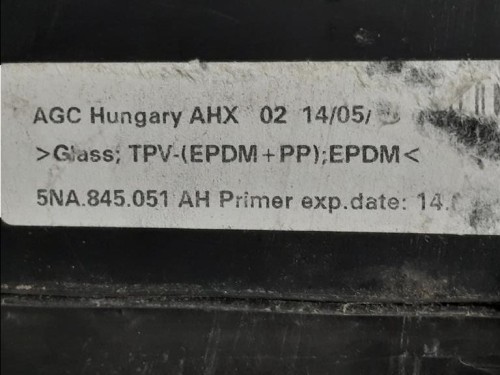 AGC Hungary AHX 02 14/05/
>Glass; TPV-(EPDM+PP);EPDM<
5NA.845.051 AH Primer exp.date: 14.